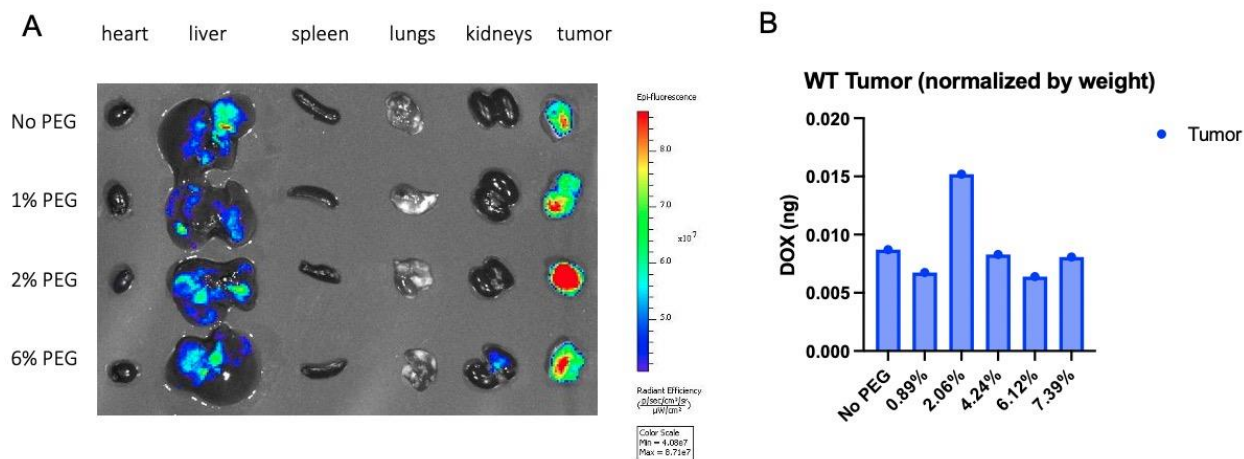 A
heart liver spleen lungs kidneys tumor
No PEG
1% PEG
2% PEG
6% PEG
Epi-fluorescence
8.0
7.0
x10⁷
6.0
5.0
Radiant Efficiency
(p/sec/cm²/sr
µW/cm²)
Color Scale
Min = 4.08e7
Max = 8.71e7
B
WT Tumor (normalized by weight)
0.020
0.015
0.010
0.005
0.000
DOX (ng)
No PEG 0.89% 2.06% 4.24% 6.12% 7.39%
Tumor